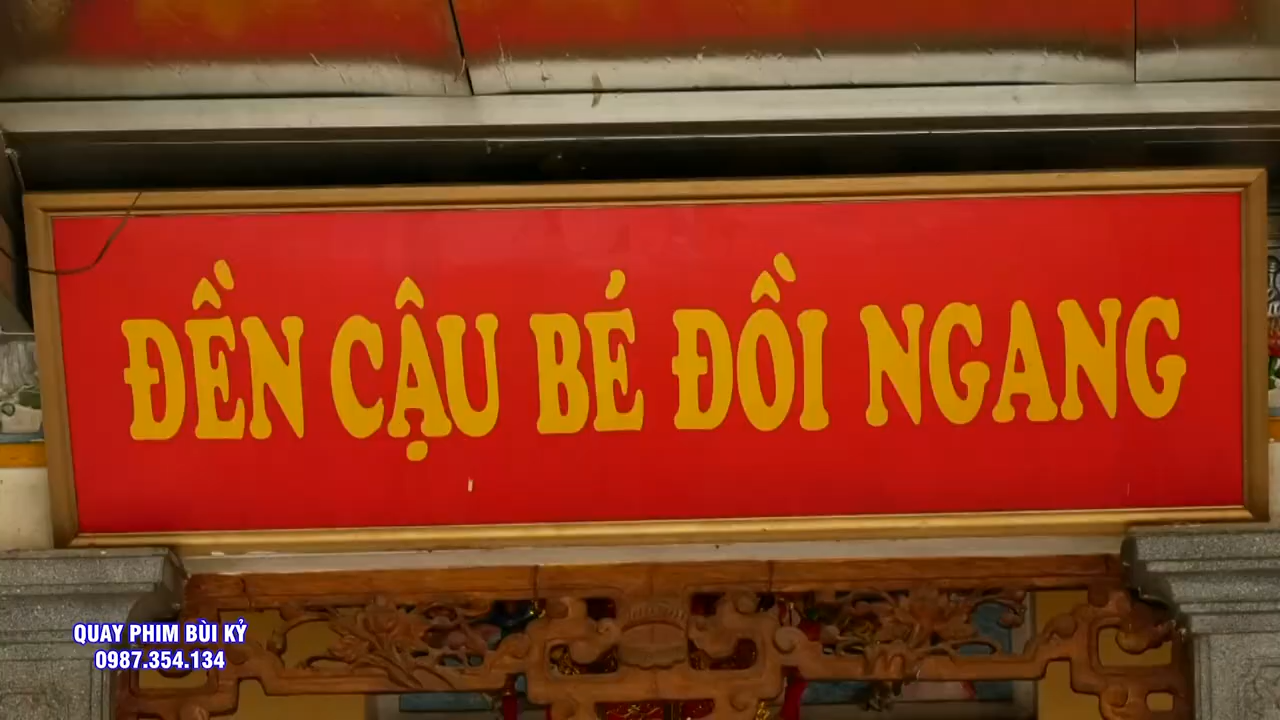 ĐỀN CẬU BÉ ĐỒI NGANG
QUAY PHIM BÙI KỶ
0987.354.134